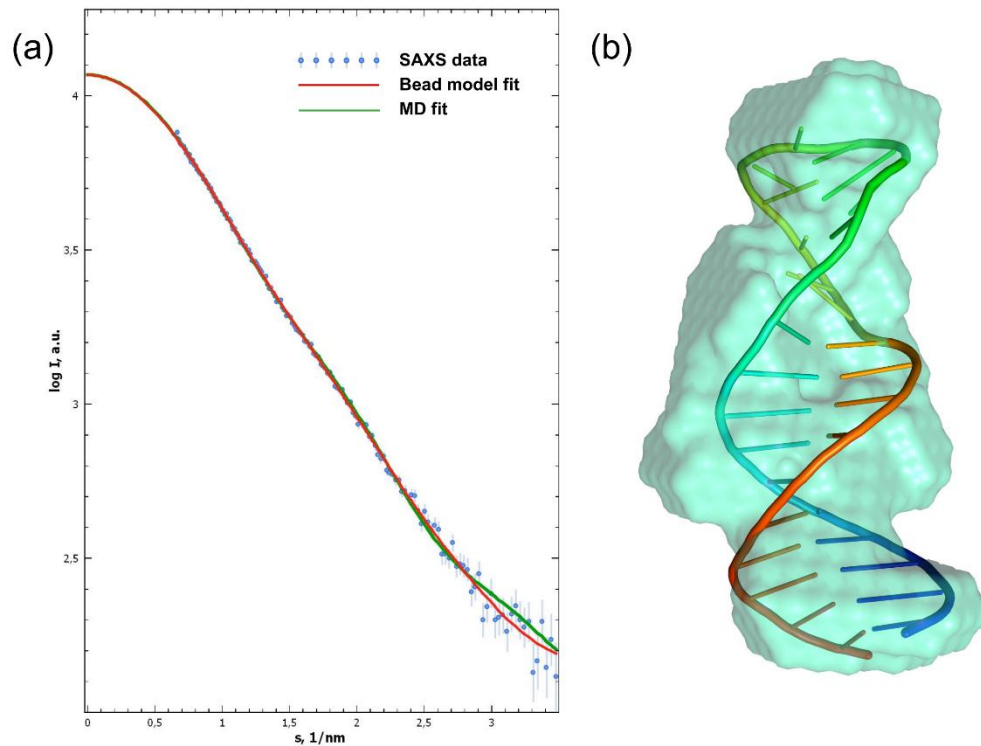 (a)
(b)
SAXS data
Bead model fit
MD fit
4
3,5
3
2,5
log I, a.u.
0
0,5
1
1,5
2
2,5
3
s, 1/nm